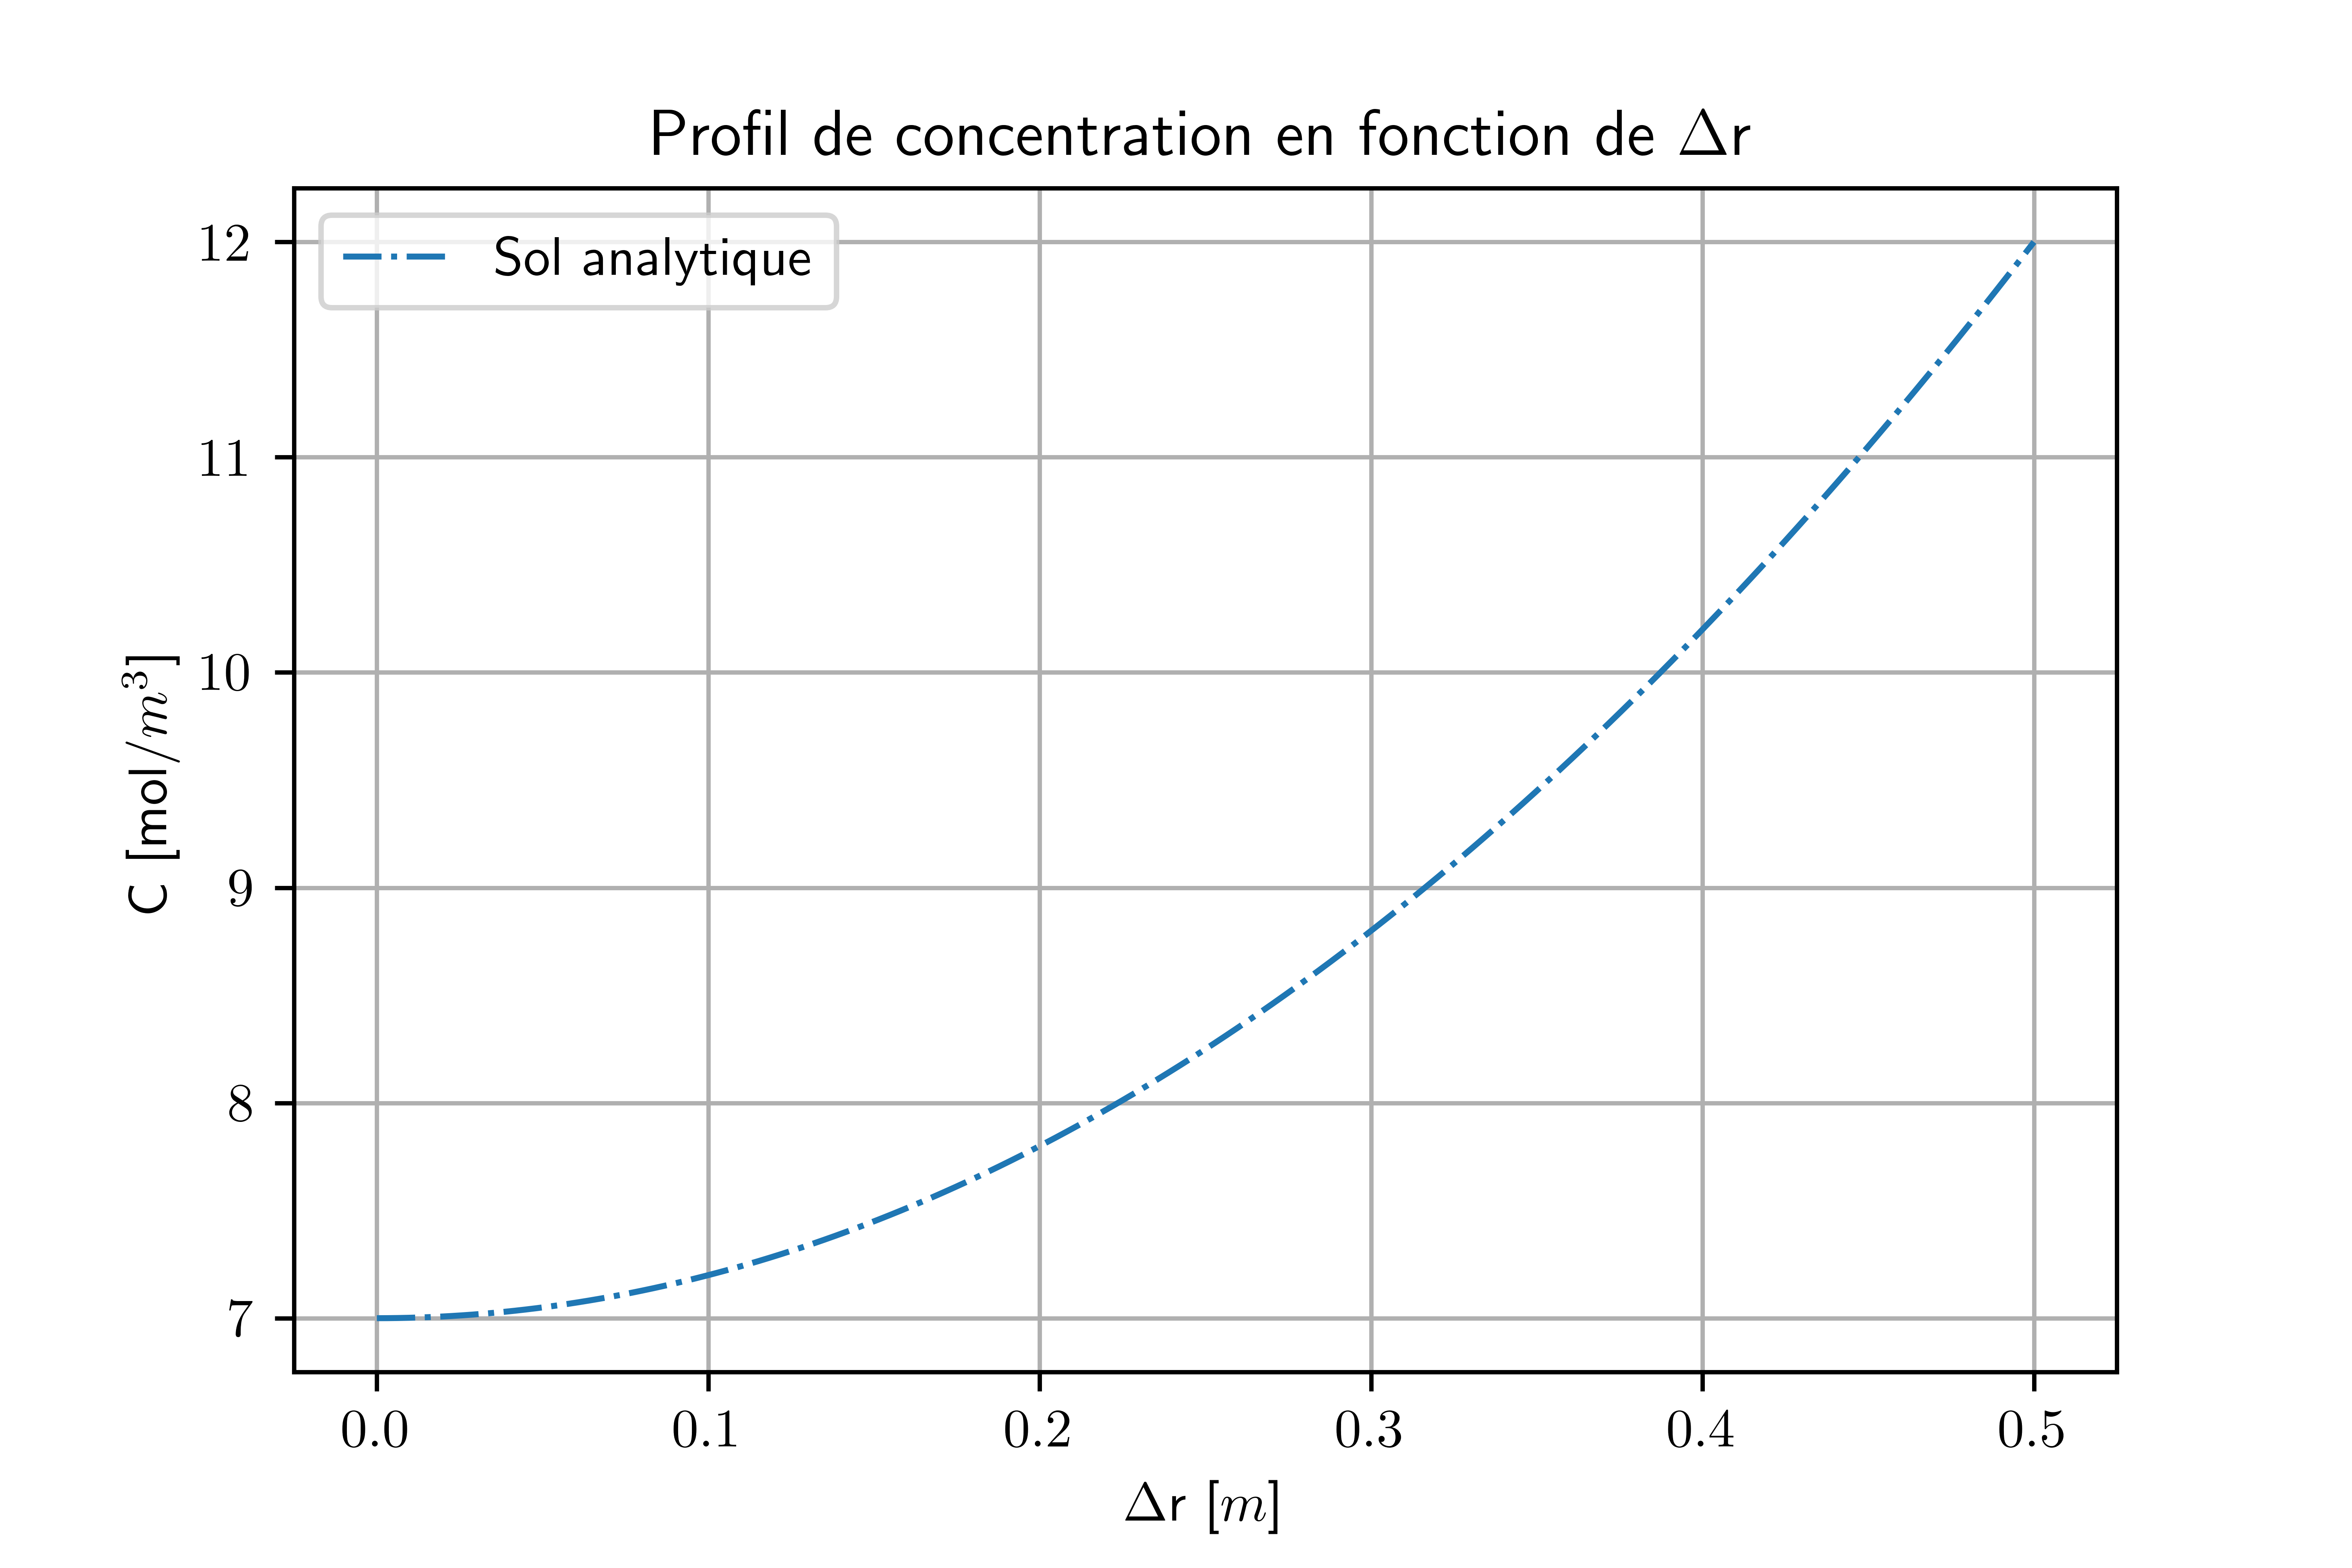 Profil de concentration en fonction de Δr
Sol analytique
12
11
10
9
8
7
C [mol/m³]
0.0 0.1 0.2 0.3 0.4 0.5
Δr [m]